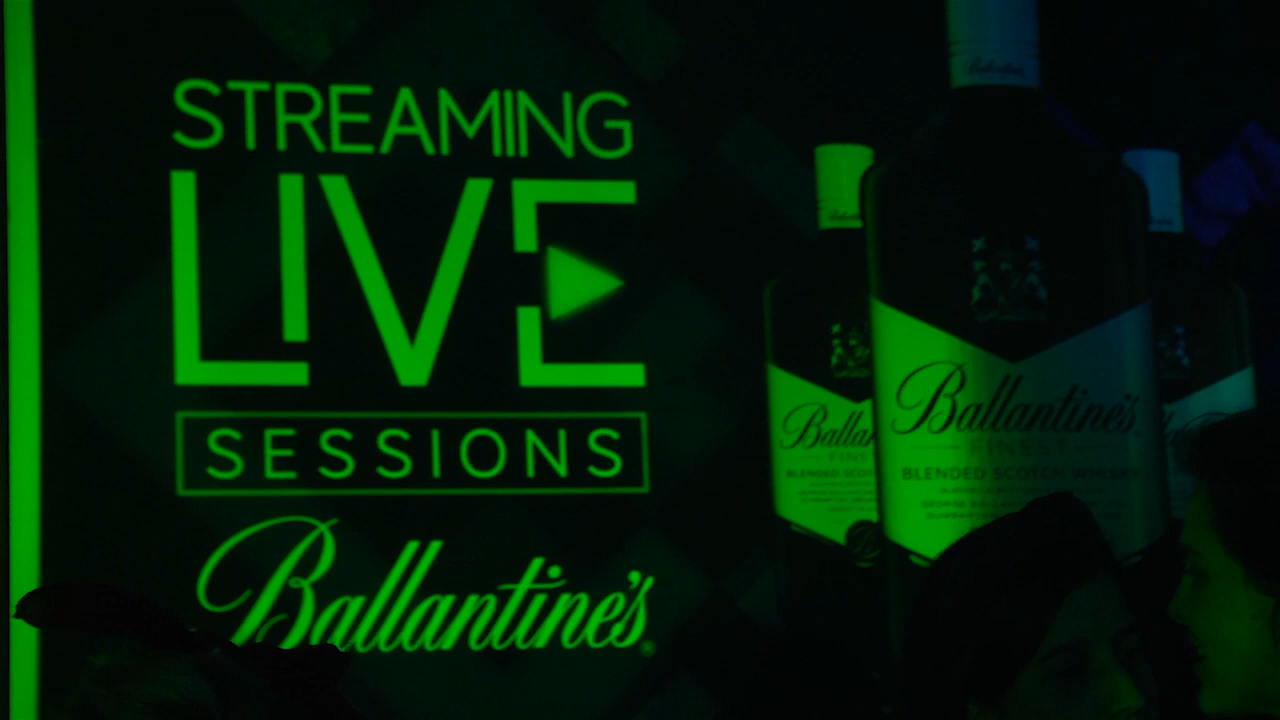 STREAMING
LIVE
SESSIONS
Ballantine's
Ballantine's
FINEST
BLENDED SCOTCH WHISKY